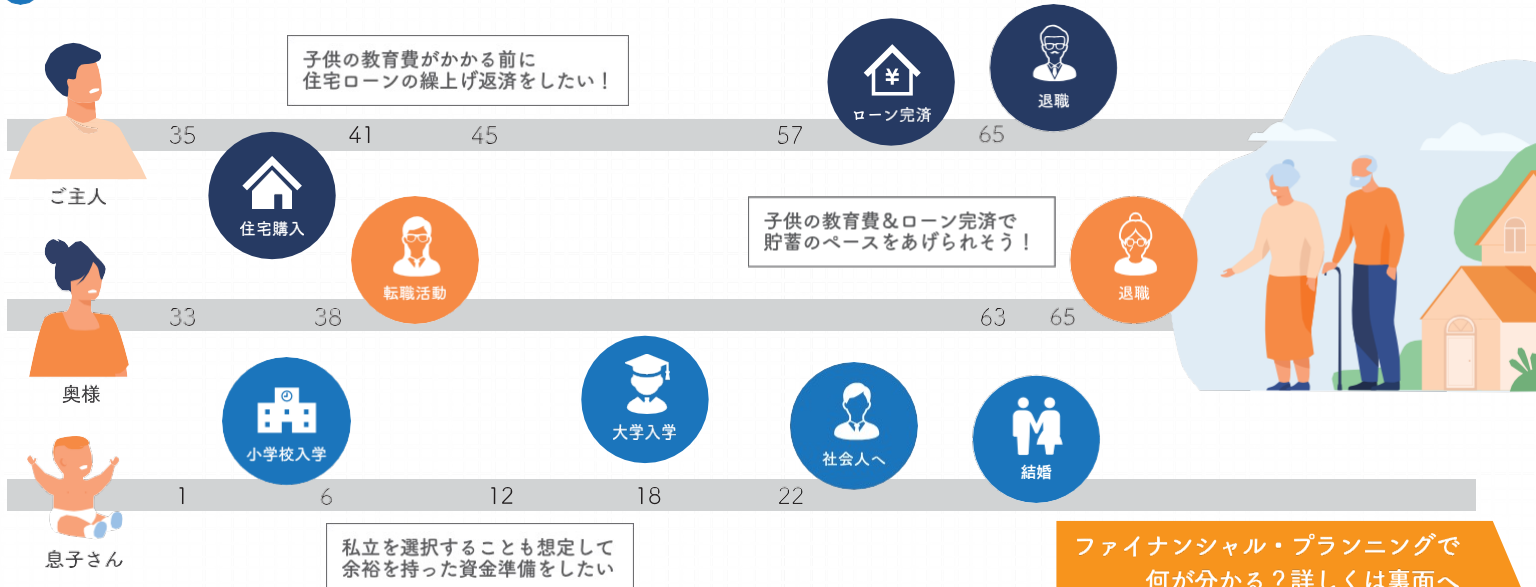 子供の教育費がかかる前に
住宅ローンの繰上げ返済をしたい！
ローン完済
退職
35 41 45 57 65
ご主人
住宅購入
転職活動
子供の教育費＆ローン完済で
貯蓄のペースをあげられそう！
退職
33 38 63 65
奥様
小学校入学
大学入学
社会人へ
結婚
1 6 12 18 22
息子さん
私立を選択することも想定して
余裕を持った資金準備をしたい
ファイナンシャル・プランニングで
何が分かる？詳しくは裏面へ